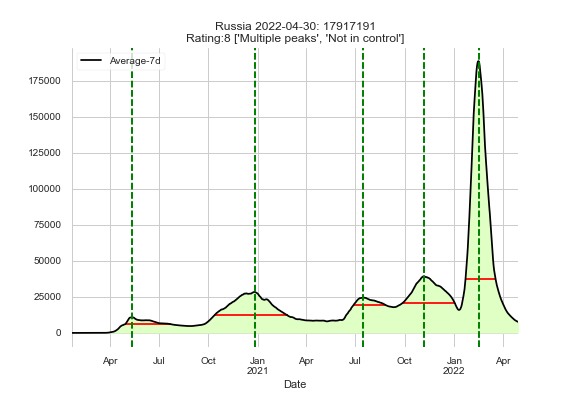 Russia 2022-04-30: 17917191
Rating:8 ['Multiple peaks', 'Not in control']
Average-7d
175000
150000
125000
100000
75000
50000
25000
0
Apr Jul Oct Jan Apr Jul Oct Jan Apr
2021 2022
Date